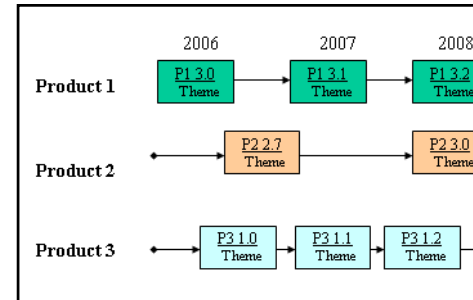 2006 2007 2008
Product 1
P1 3.0 P1 3.1 P1 3.2
Theme Theme Theme
Product 2
P2 2.7 P2 3.0
Theme Theme
Product 3
P3 1.0 P3 1.1 P3 1.2
Theme Theme Theme